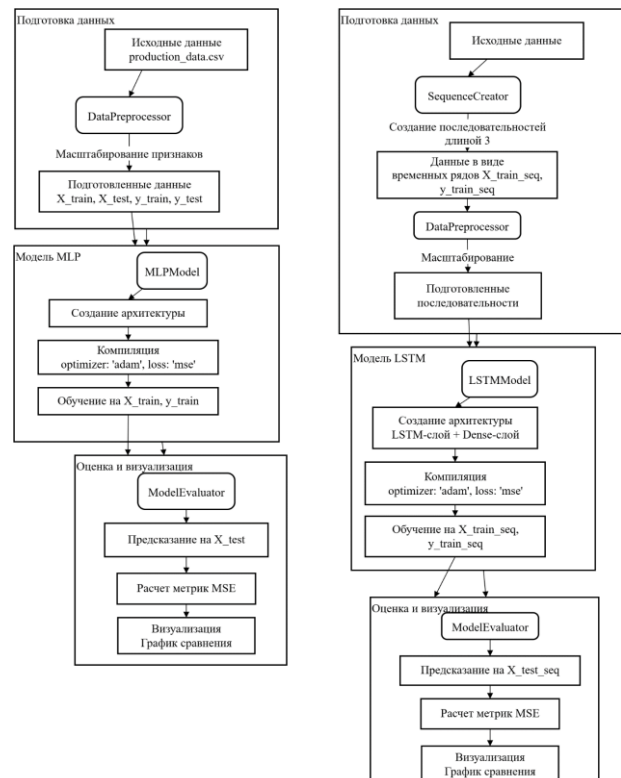 Подготовка данных
Исходные данные
production_data.csv
DataPreprocessor
Масштабирование признаков
Подготовленные данные
X_train, X_test, y_train, y_test
Модель MLP
MLPModel
Создание архитектуры
Компиляция
optimizer: 'adam', loss: 'mse'
Обучение на X_train, y_train
Оценка и визуализация
ModelEvaluator
Предсказание на X_test
Расчет метрик MSE
Визуализация
График сравнения
Подготовка данных
Исходные данные
SequenceCreator
Создание последовательностей
длиной 3
Данные в виде
временных рядов X_train_seq,
y_train_seq
DataPreprocessor
Масштабирование
Подготовленные
последовательности
Модель LSTM
LSTMModel
Создание архитектуры
LSTM-слой + Dense-слой
Компиляция
optimizer: 'adam', loss: 'mse'
Обучение на X_train_seq,
y_train_seq
Оценка и визуализация
ModelEvaluator
Предсказание на X_test_seq
Расчет метрик MSE
Визуализация
График сравнения